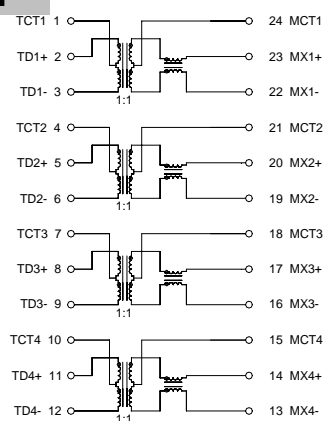 TCT1 1 24 MCT1
TD1+ 2 23 MX1+
TD1- 3 22 MX1-
1:1
TCT2 4 21 MCT2
TD2+ 5 20 MX2+
TD2- 6 19 MX2-
1:1
TCT3 7 18 MCT3
TD3+ 8 17 MX3+
TD3- 9 16 MX3-
1:1
TCT4 10 15 MCT4
TD4+ 11 14 MX4+
TD4- 12 13 MX4-
1:1